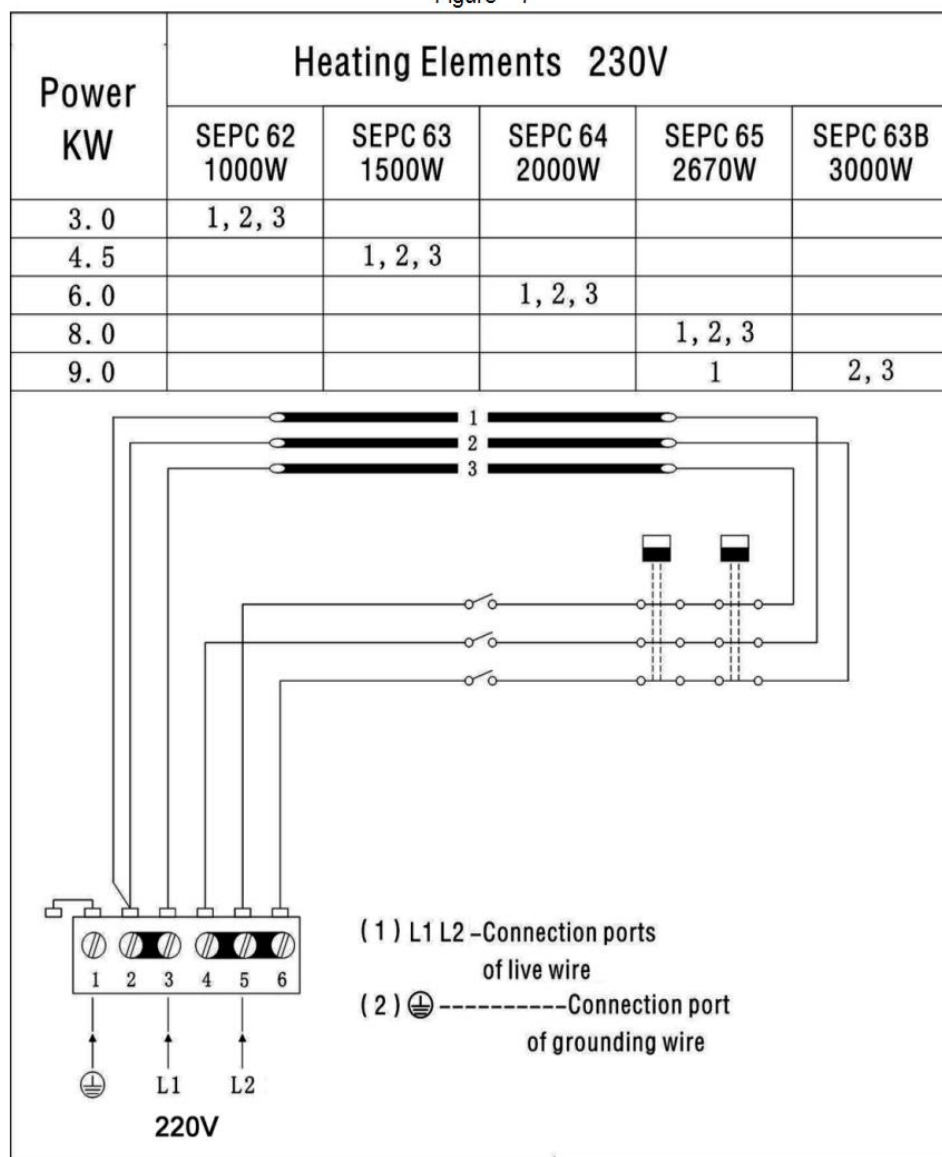 Heating Elements 230V
Power
KW
SEPC 62
1000W
SEPC 63
1500W
SEPC 64
2000W
SEPC 65
2670W
SEPC 63B
3000W
3.0 1, 2, 3
4.5 1, 2, 3
6.0 1, 2, 3
8.0 1, 2, 3
9.0 1 2, 3
1
2
3
1 2 3 4 5 6
L1 L2
220V
(1) L1 L2 -Connection ports
of live wire
(2) ⏚ ----------Connection port
of grounding wire